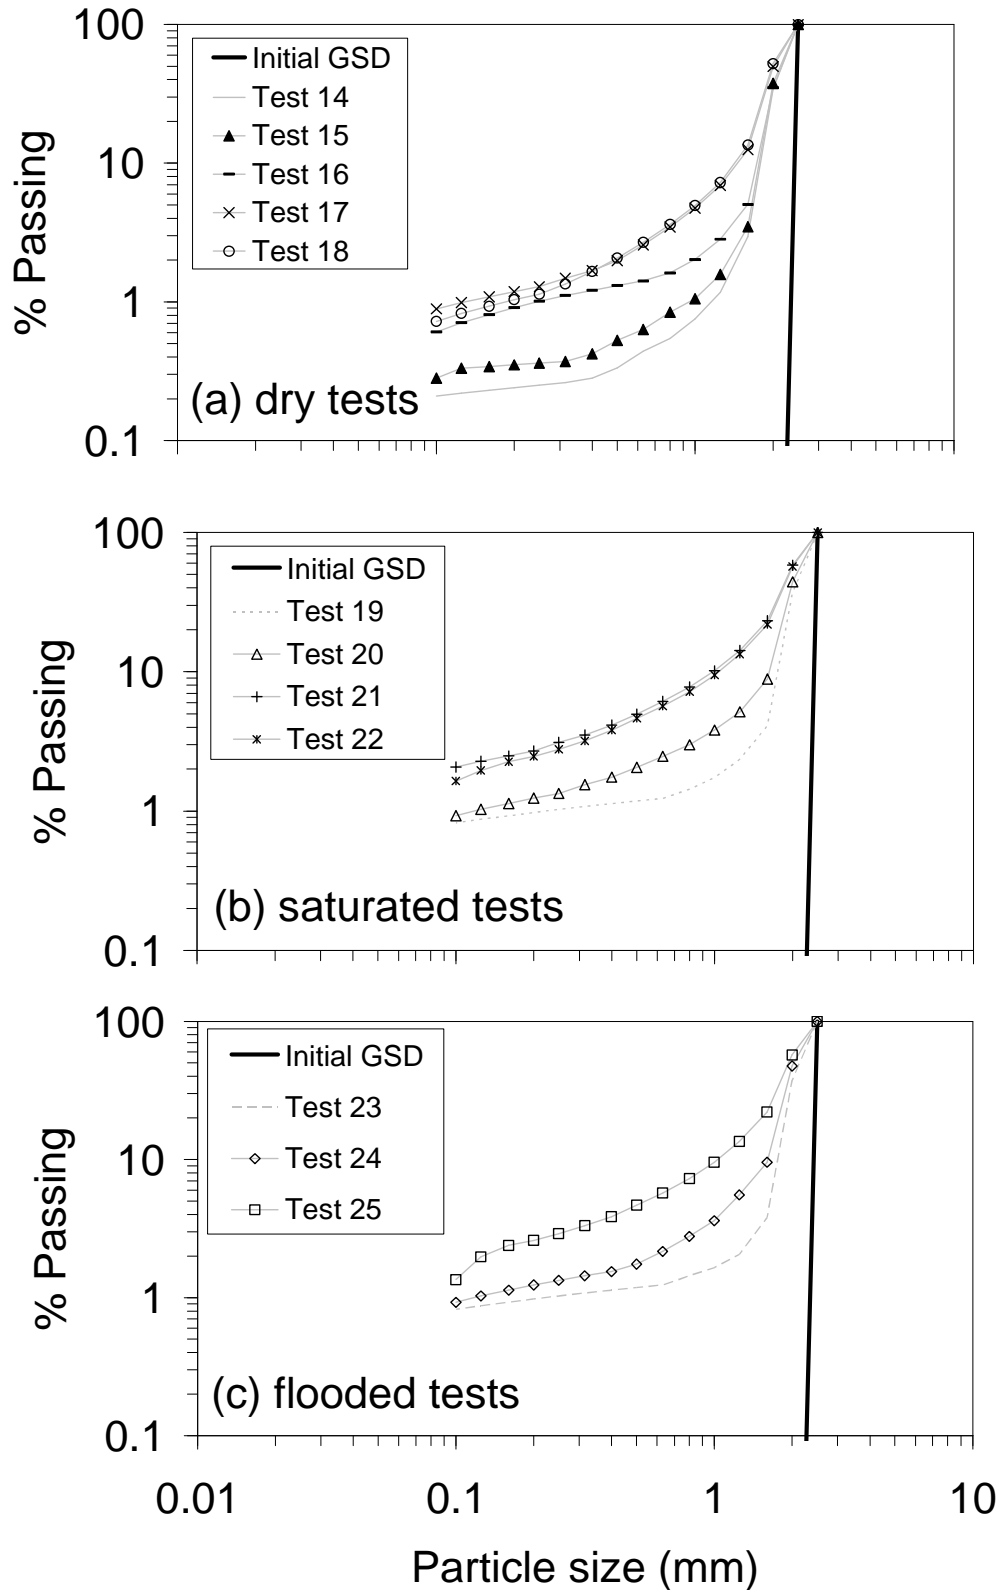 100
10
1
0.1
% Passing
Initial GSD
Test 14
Test 15
Test 16
Test 17
Test 18
(a) dry tests
100
10
1
0.1
% Passing
Initial GSD
Test 19
Test 20
Test 21
Test 22
(b) saturated tests
100
10
1
0.1
% Passing
Initial GSD
Test 23
Test 24
Test 25
(c) flooded tests
0.01 0.1 1 10
Particle size (mm)